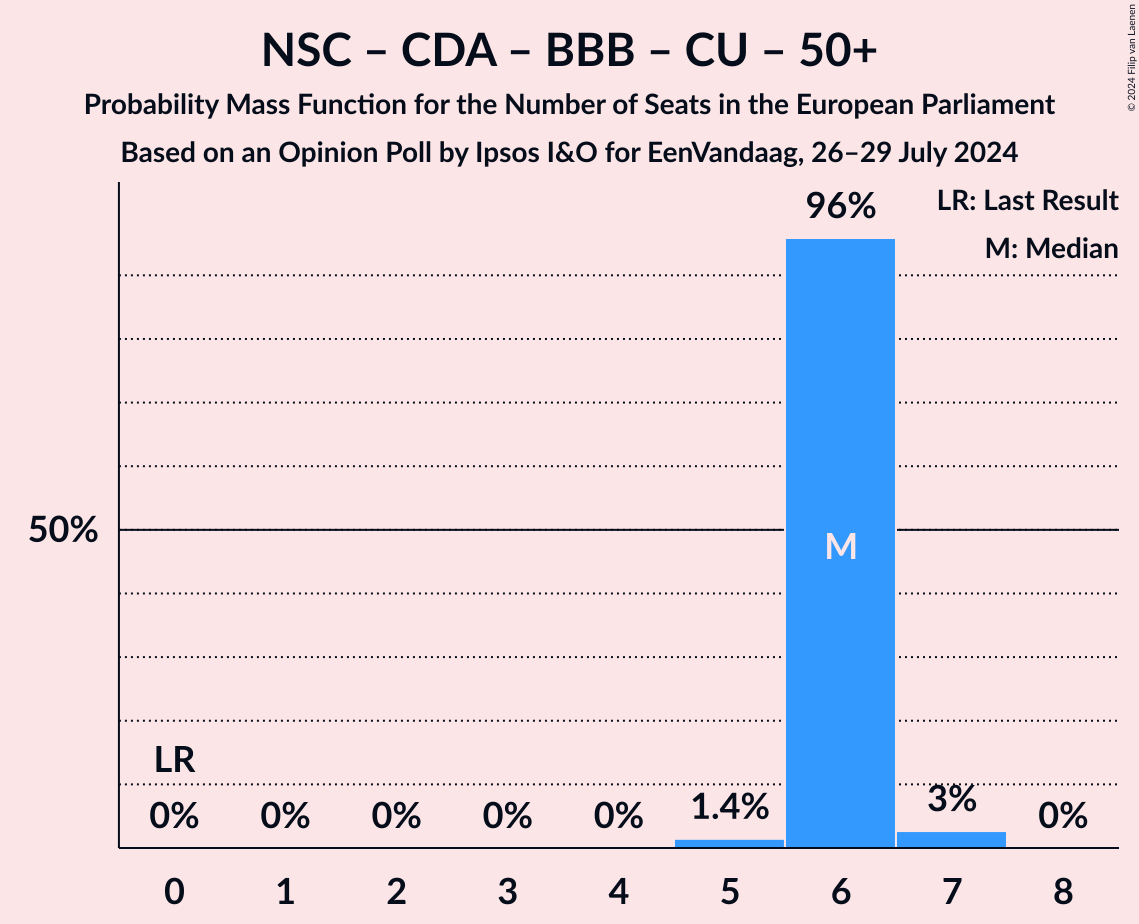 NSC – CDA – BBB – CU – 50+
Probability Mass Function for the Number of Seats in the European Parliament
Based on an Opinion Poll by Ipsos I&O for EenVandaag, 26–29 July 2024
© 2024 Filip van Laenen
LR: Last Result
M: Median
96%
50%
M
LR
0% 0% 0% 0% 0% 1.4% 3% 0%
0 1 2 3 4 5 6 7 8